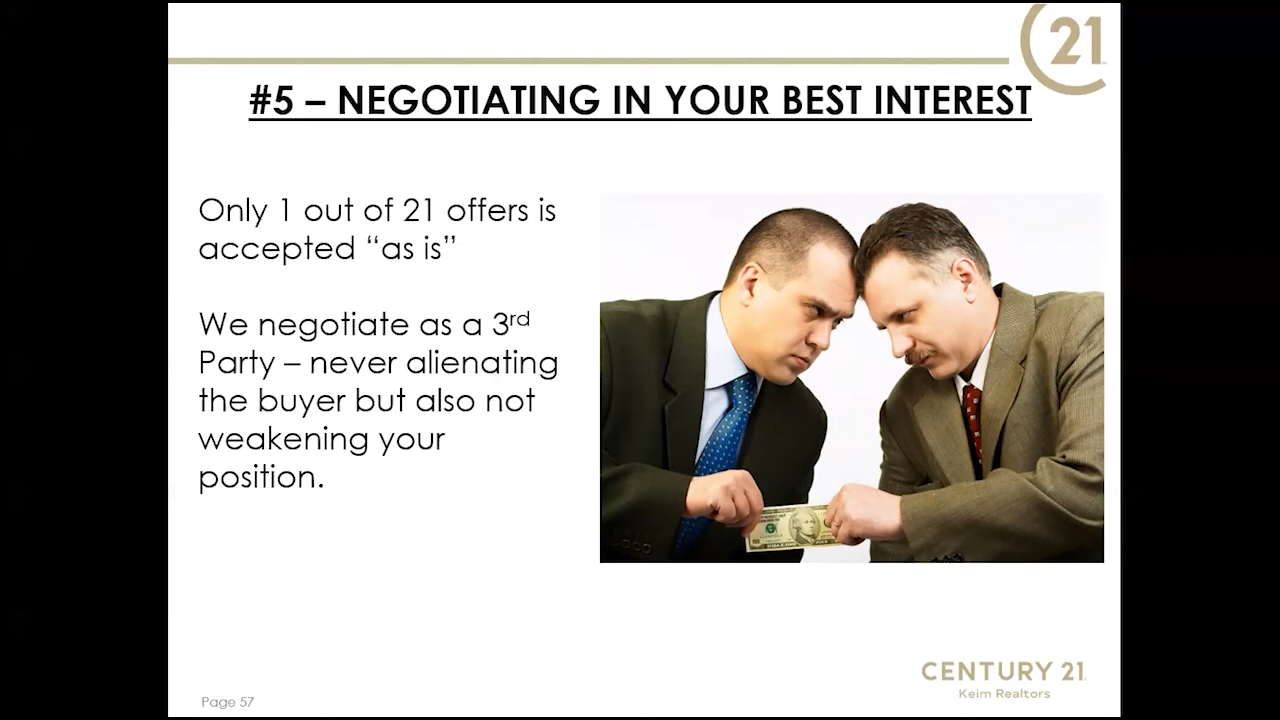 21
#5 – NEGOTIATING IN YOUR BEST INTEREST
Only 1 out of 21 offers is
accepted “as is”
We negotiate as a 3rd
Party – never alienating
the buyer but also not
weakening your
position.
CENTURY 21
Keim Realtors
Page 57